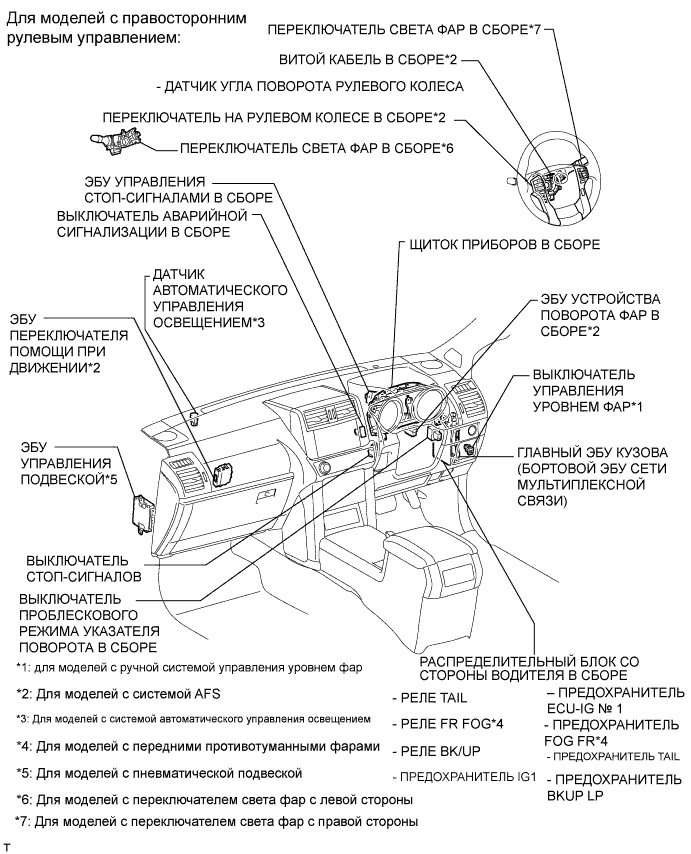 Для моделей с правосторонним
рулевым управлением:
ПЕРЕКЛЮЧАТЕЛЬ СВЕТА ФАР В СБОРЕ*7
ВИТОЙ КАБЕЛЬ В СБОРЕ*2
- ДАТЧИК УГЛА ПОВОРОТА РУЛЕВОГО КОЛЕСА
ПЕРЕКЛЮЧАТЕЛЬ НА РУЛЕВОМ КОЛЕСЕ В СБОРЕ*2
ПЕРЕКЛЮЧАТЕЛЬ СВЕТА ФАР В СБОРЕ*6
ЭБУ УПРАВЛЕНИЯ
СТОП-СИГНАЛАМИ В СБОРЕ
ВЫКЛЮЧАТЕЛЬ АВАРИЙНОЙ
СИГНАЛИЗАЦИИ В СБОРЕ
ЩИТОК ПРИБОРОВ В СБОРЕ
ДАТЧИК
АВТОМАТИЧЕСКОГО
УПРАВЛЕНИЯ
ОСВЕЩЕНИЕМ*3
ЭБУ УСТРОЙСТВА
ПОВОРОТА ФАР В
СБОРЕ*2
ЭБУ
ПЕРЕКЛЮЧАТЕЛЯ
ПОМОЩИ ПРИ
ДВИЖЕНИИ*2
ВЫКЛЮЧАТЕЛЬ
УПРАВЛЕНИЯ
УРОВНЕМ ФАР*1
ЭБУ
УПРАВЛЕНИЯ
ПОДВЕСКОЙ*5
ГЛАВНЫЙ ЭБУ КУЗОВА
(БОРТОВОЙ ЭБУ СЕТИ
МУЛЬТИПЛЕКСНОЙ
СВЯЗИ)
ВЫКЛЮЧАТЕЛЬ
СТОП-СИГНАЛОВ
ВЫКЛЮЧАТЕЛЬ
ПРОБЛЕСКОВОГО
РЕЖИМА УКАЗАТЕЛЯ
ПОВОРОТА В СБОРЕ
РАСПРЕДЕЛИТЕЛЬНЫЙ БЛОК СО
СТОРОНЫ ВОДИТЕЛЯ В СБОРЕ
- РЕЛЕ TAIL
- РЕЛЕ FR FOG*4
- РЕЛЕ BK/UP
- ПРЕДОХРАНИТЕЛЬ IG1
– ПРЕДОХРАНИТЕЛЬ
ECU-IG № 1
- ПРЕДОХРАНИТЕЛЬ
FOG FR*4
- ПРЕДОХРАНИТЕЛЬ TAIL
- ПРЕДОХРАНИТЕЛЬ
BKUP LP
*1: для моделей с ручной системой управления уровнем фар
*2: Для моделей с системой AFS
*3: Для моделей с системой автоматического управления освещением
*4: Для моделей с передними противотуманными фарами
*5: Для моделей с пневматической подвеской
*6: Для моделей с переключателем света фар с левой стороны
*7: Для моделей с переключателем света фар с правой стороны
T